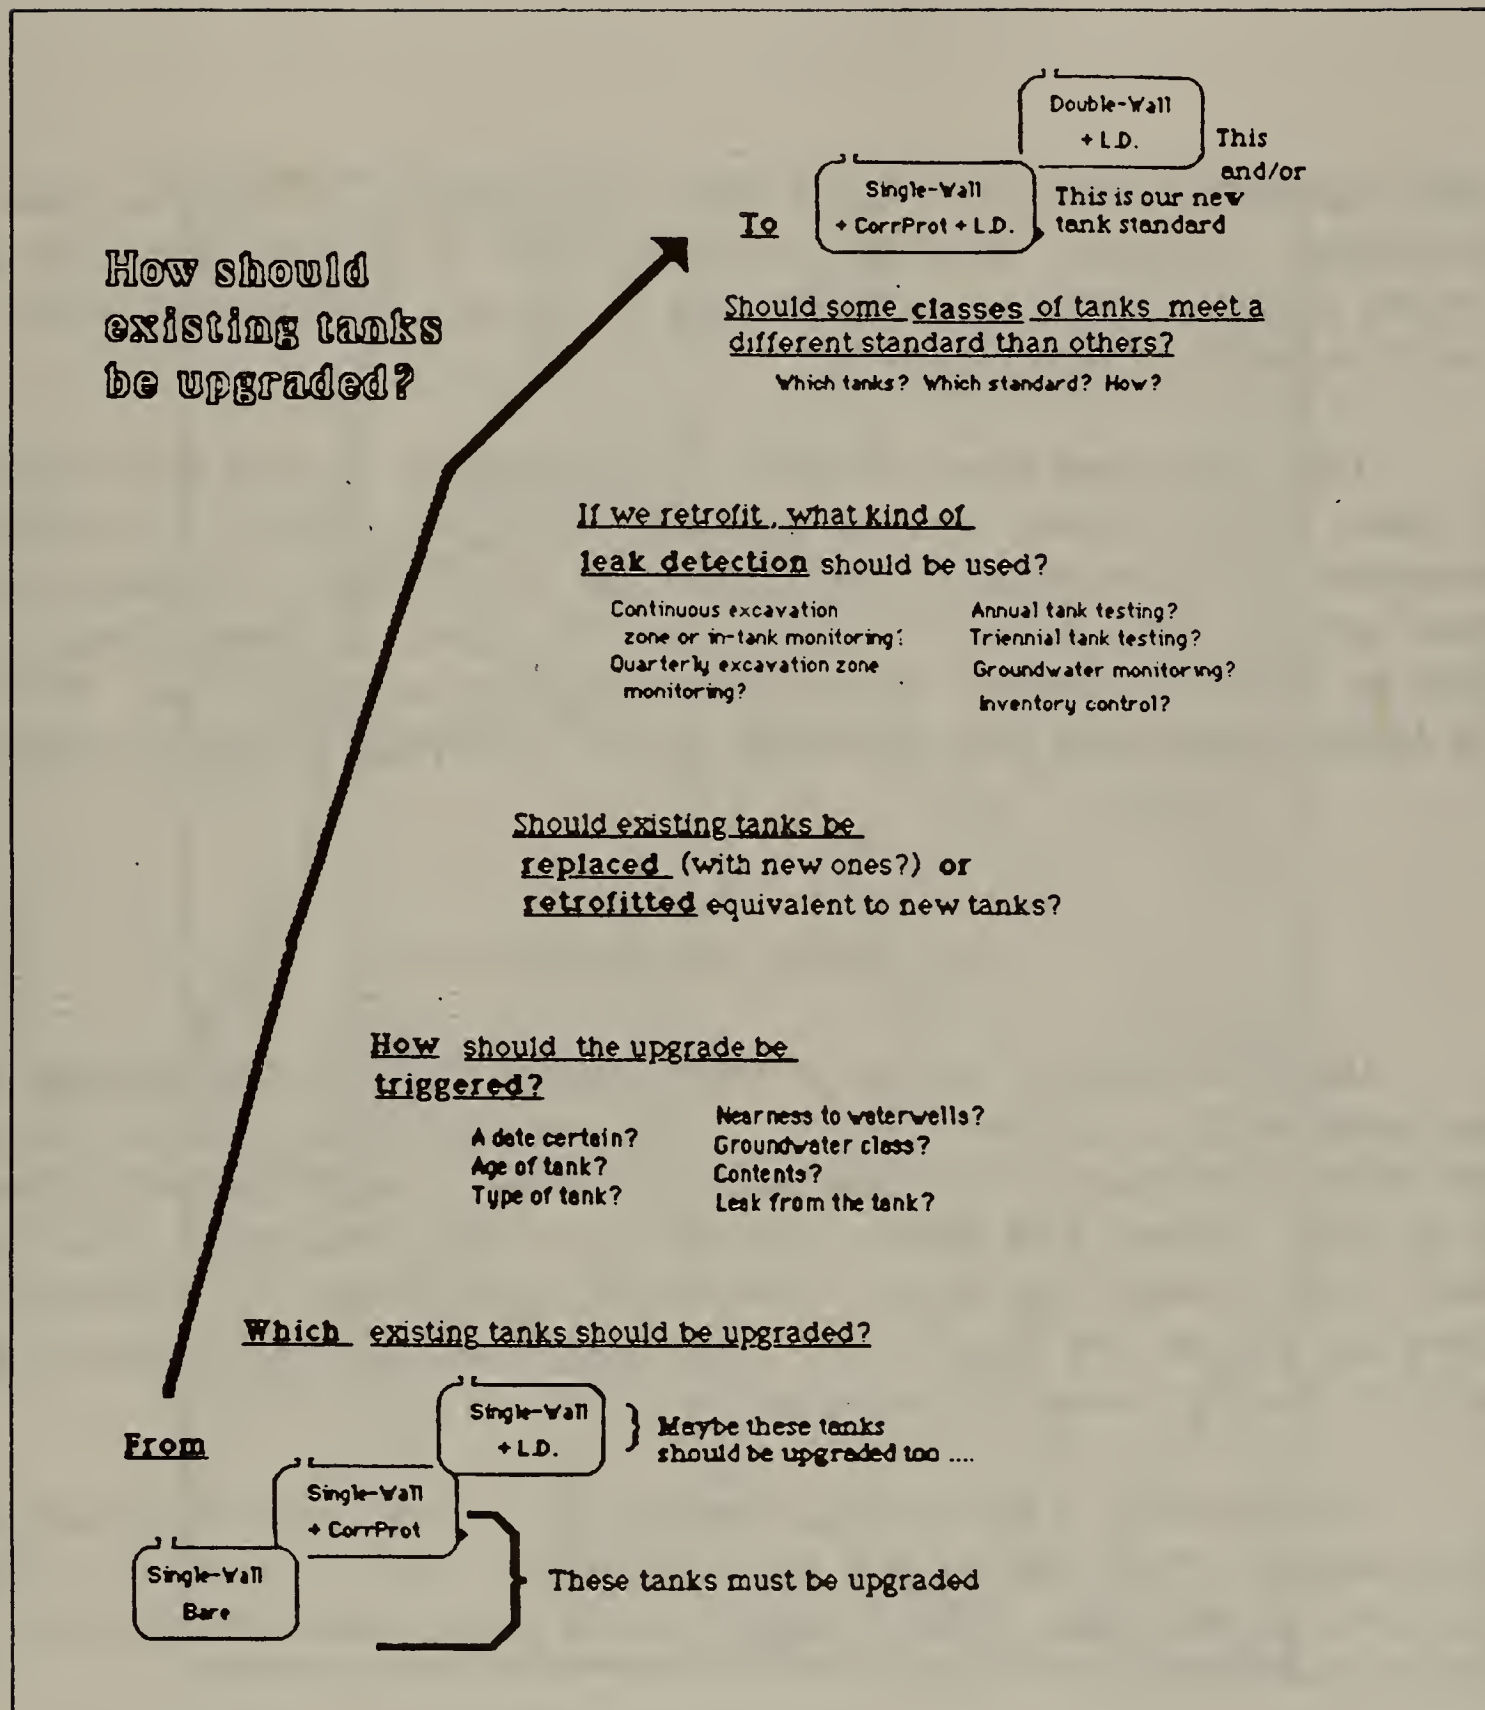 Double-Wall
+ L.D.
This
and/or
Single-Wall
+ CorrProt + L.D.
This is our new
tank standard
To
How should
existing tanks
be upgraded?
Should some classes of tanks meet a
different standard than others?
Which tanks? Which standard? How?
If we retrofit, what kind of
leak detection should be used?
Continuous excavation
zone or in-tank monitoring?
Quarterly excavation zone
monitoring?
Annual tank testing?
Triennial tank testing?
Groundwater monitoring?
Inventory control?
Should existing tanks be
replaced (with new ones?) or
retrofitted equivalent to new tanks?
How should the upgrade be
triggered?
A date certain?
Age of tank?
Type of tank?
Nearness to waterwells?
Groundwater class?
Contents?
Leak from the tank?
Which existing tanks should be upgraded?
From
Single-Wall
+ L.D.
Maybe these tanks
should be upgraded too ....
Single-Wall
+ CorrProt
Single-Wall
Bare
These tanks must be upgraded